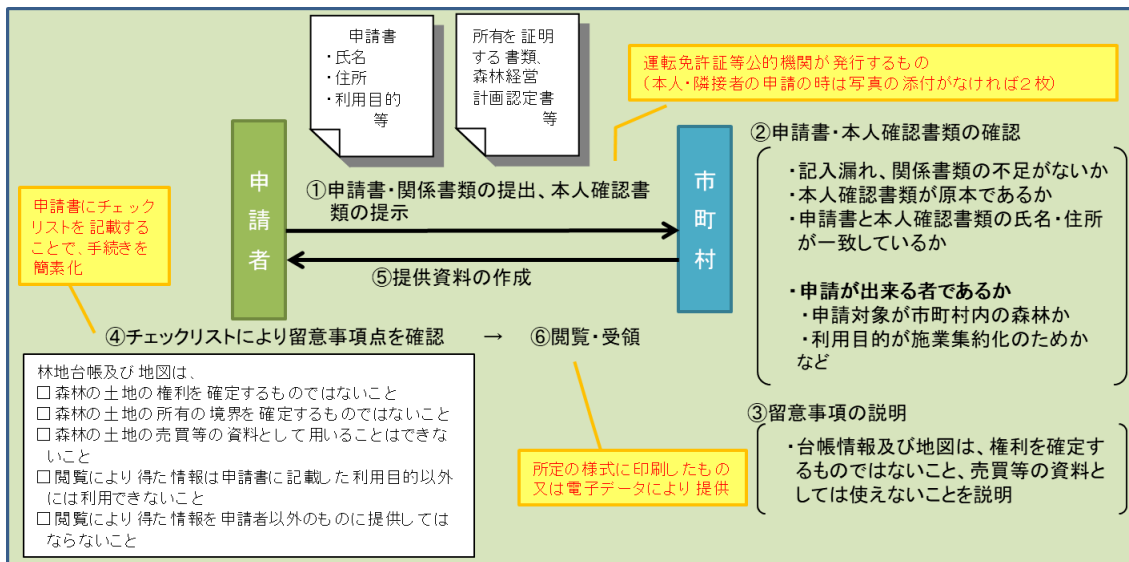 申請書
・氏名
・住所
・利用目的
等
所有を証明
する書類、
森林経営
計画認定書
等
運転免許証等公的機関が発行するもの
(本人・隣接者の申請の時は写真の添付がなければ2枚)
申請者
市町村
①申請書・関係書類の提出、本人確認書
類の提示
⑤提供資料の作成
申請書にチェック
リストを記載する
ことで、手続きを
簡素化
②申請書・本人確認書類の確認
・記入漏れ、関係書類の不足がないか
・本人確認書類が原本であるか
・申請書と本人確認書類の氏名・住所
が一致しているか
・申請が出来る者であるか
・申請対象が市町村内の森林か
・利用目的が施業集約化のためか
など
③留意事項の説明
・台帳情報及び地図は、権利を確定す
るものではないこと、売買等の資料と
しては使えないことを説明
④チェックリストにより留意事項点を確認 → ⑥閲覧・受領
林地台帳及び地図は、
□森林の土地の権利を確定するものではないこと
□森林の土地の所有の境界を確定するものではないこと
□森林の土地の売買等の資料として用いることはできな
いこと
□閲覧により得た情報は申請書に記載した利用目的以外
には利用できないこと
□閲覧により得た情報を申請者以外のものに提供しては
ならないこと
所定の様式に印刷したもの
又は電子データにより提供